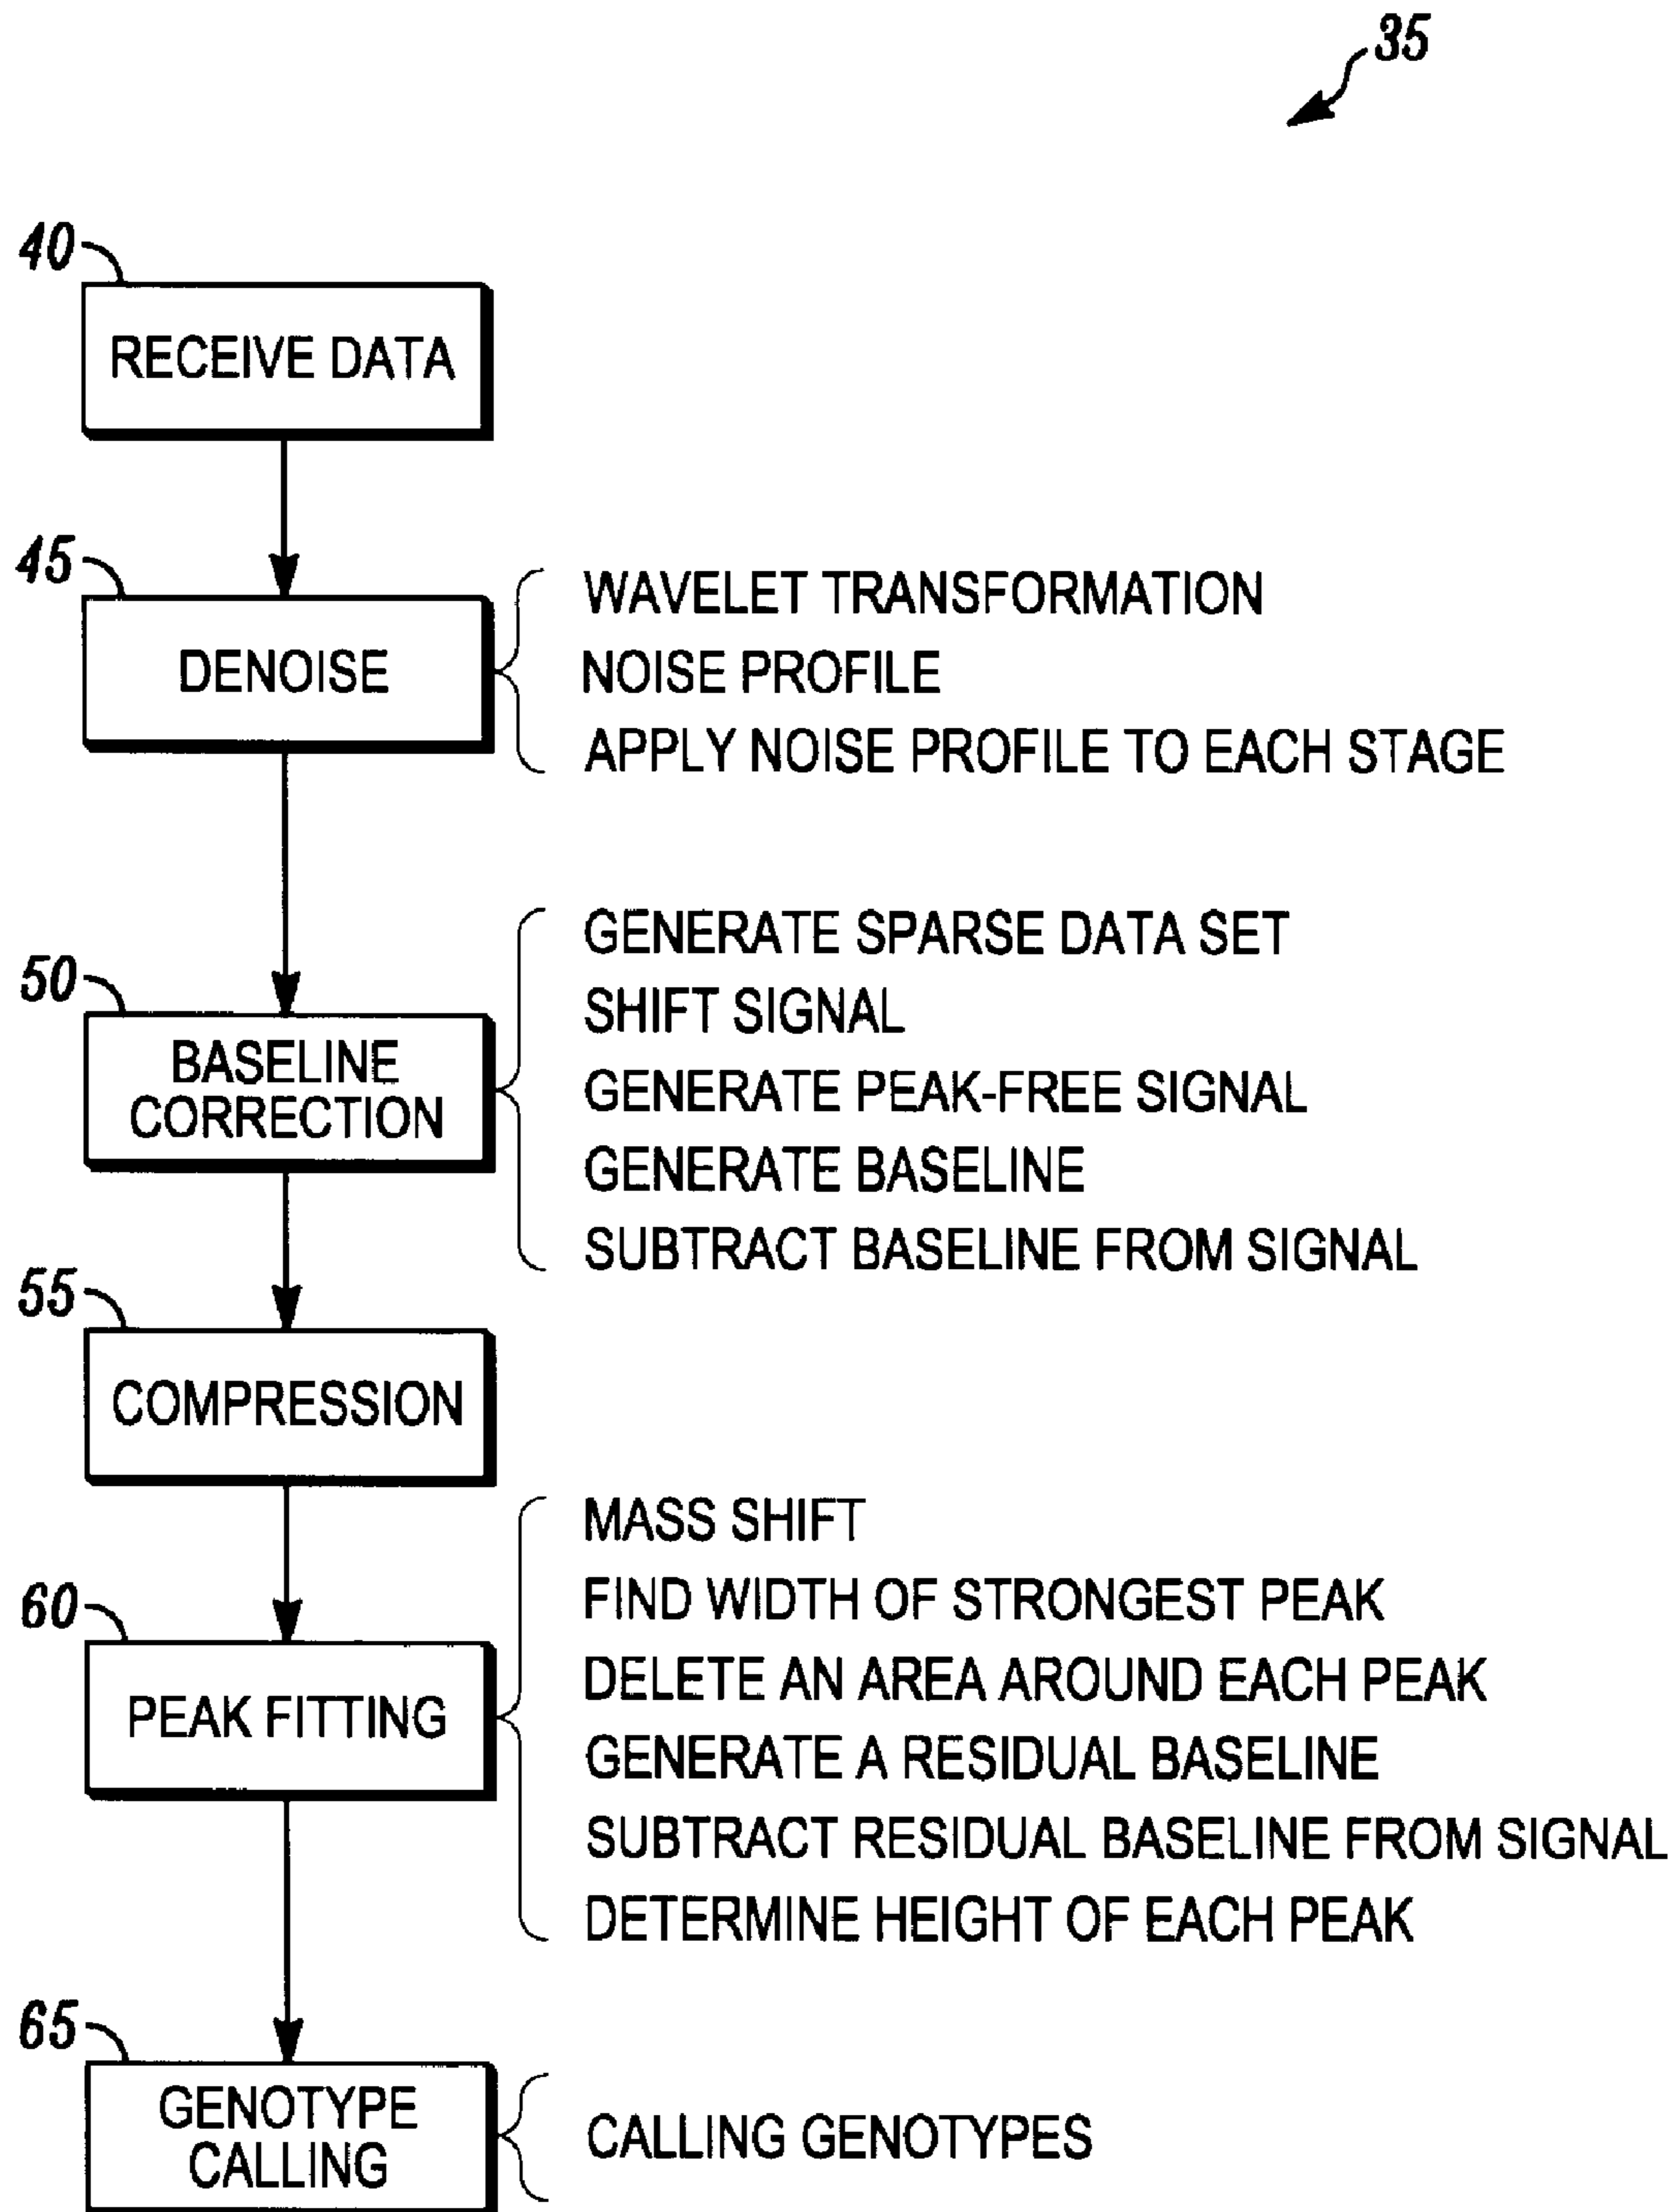 35
40
RECEIVE DATA
45
DENOISE
WAVELET TRANSFORMATION
NOISE PROFILE
APPLY NOISE PROFILE TO EACH STAGE
50
BASELINE
CORRECTION
GENERATE SPARSE DATA SET
SHIFT SIGNAL
GENERATE PEAK-FREE SIGNAL
GENERATE BASELINE
SUBTRACT BASELINE FROM SIGNAL
55
COMPRESSION
60
PEAK FITTING
MASS SHIFT
FIND WIDTH OF STRONGEST PEAK
DELETE AN AREA AROUND EACH PEAK
GENERATE A RESIDUAL BASELINE
SUBTRACT RESIDUAL BASELINE FROM SIGNAL
DETERMINE HEIGHT OF EACH PEAK
65
GENOTYPE
CALLING
CALLING GENOTYPES